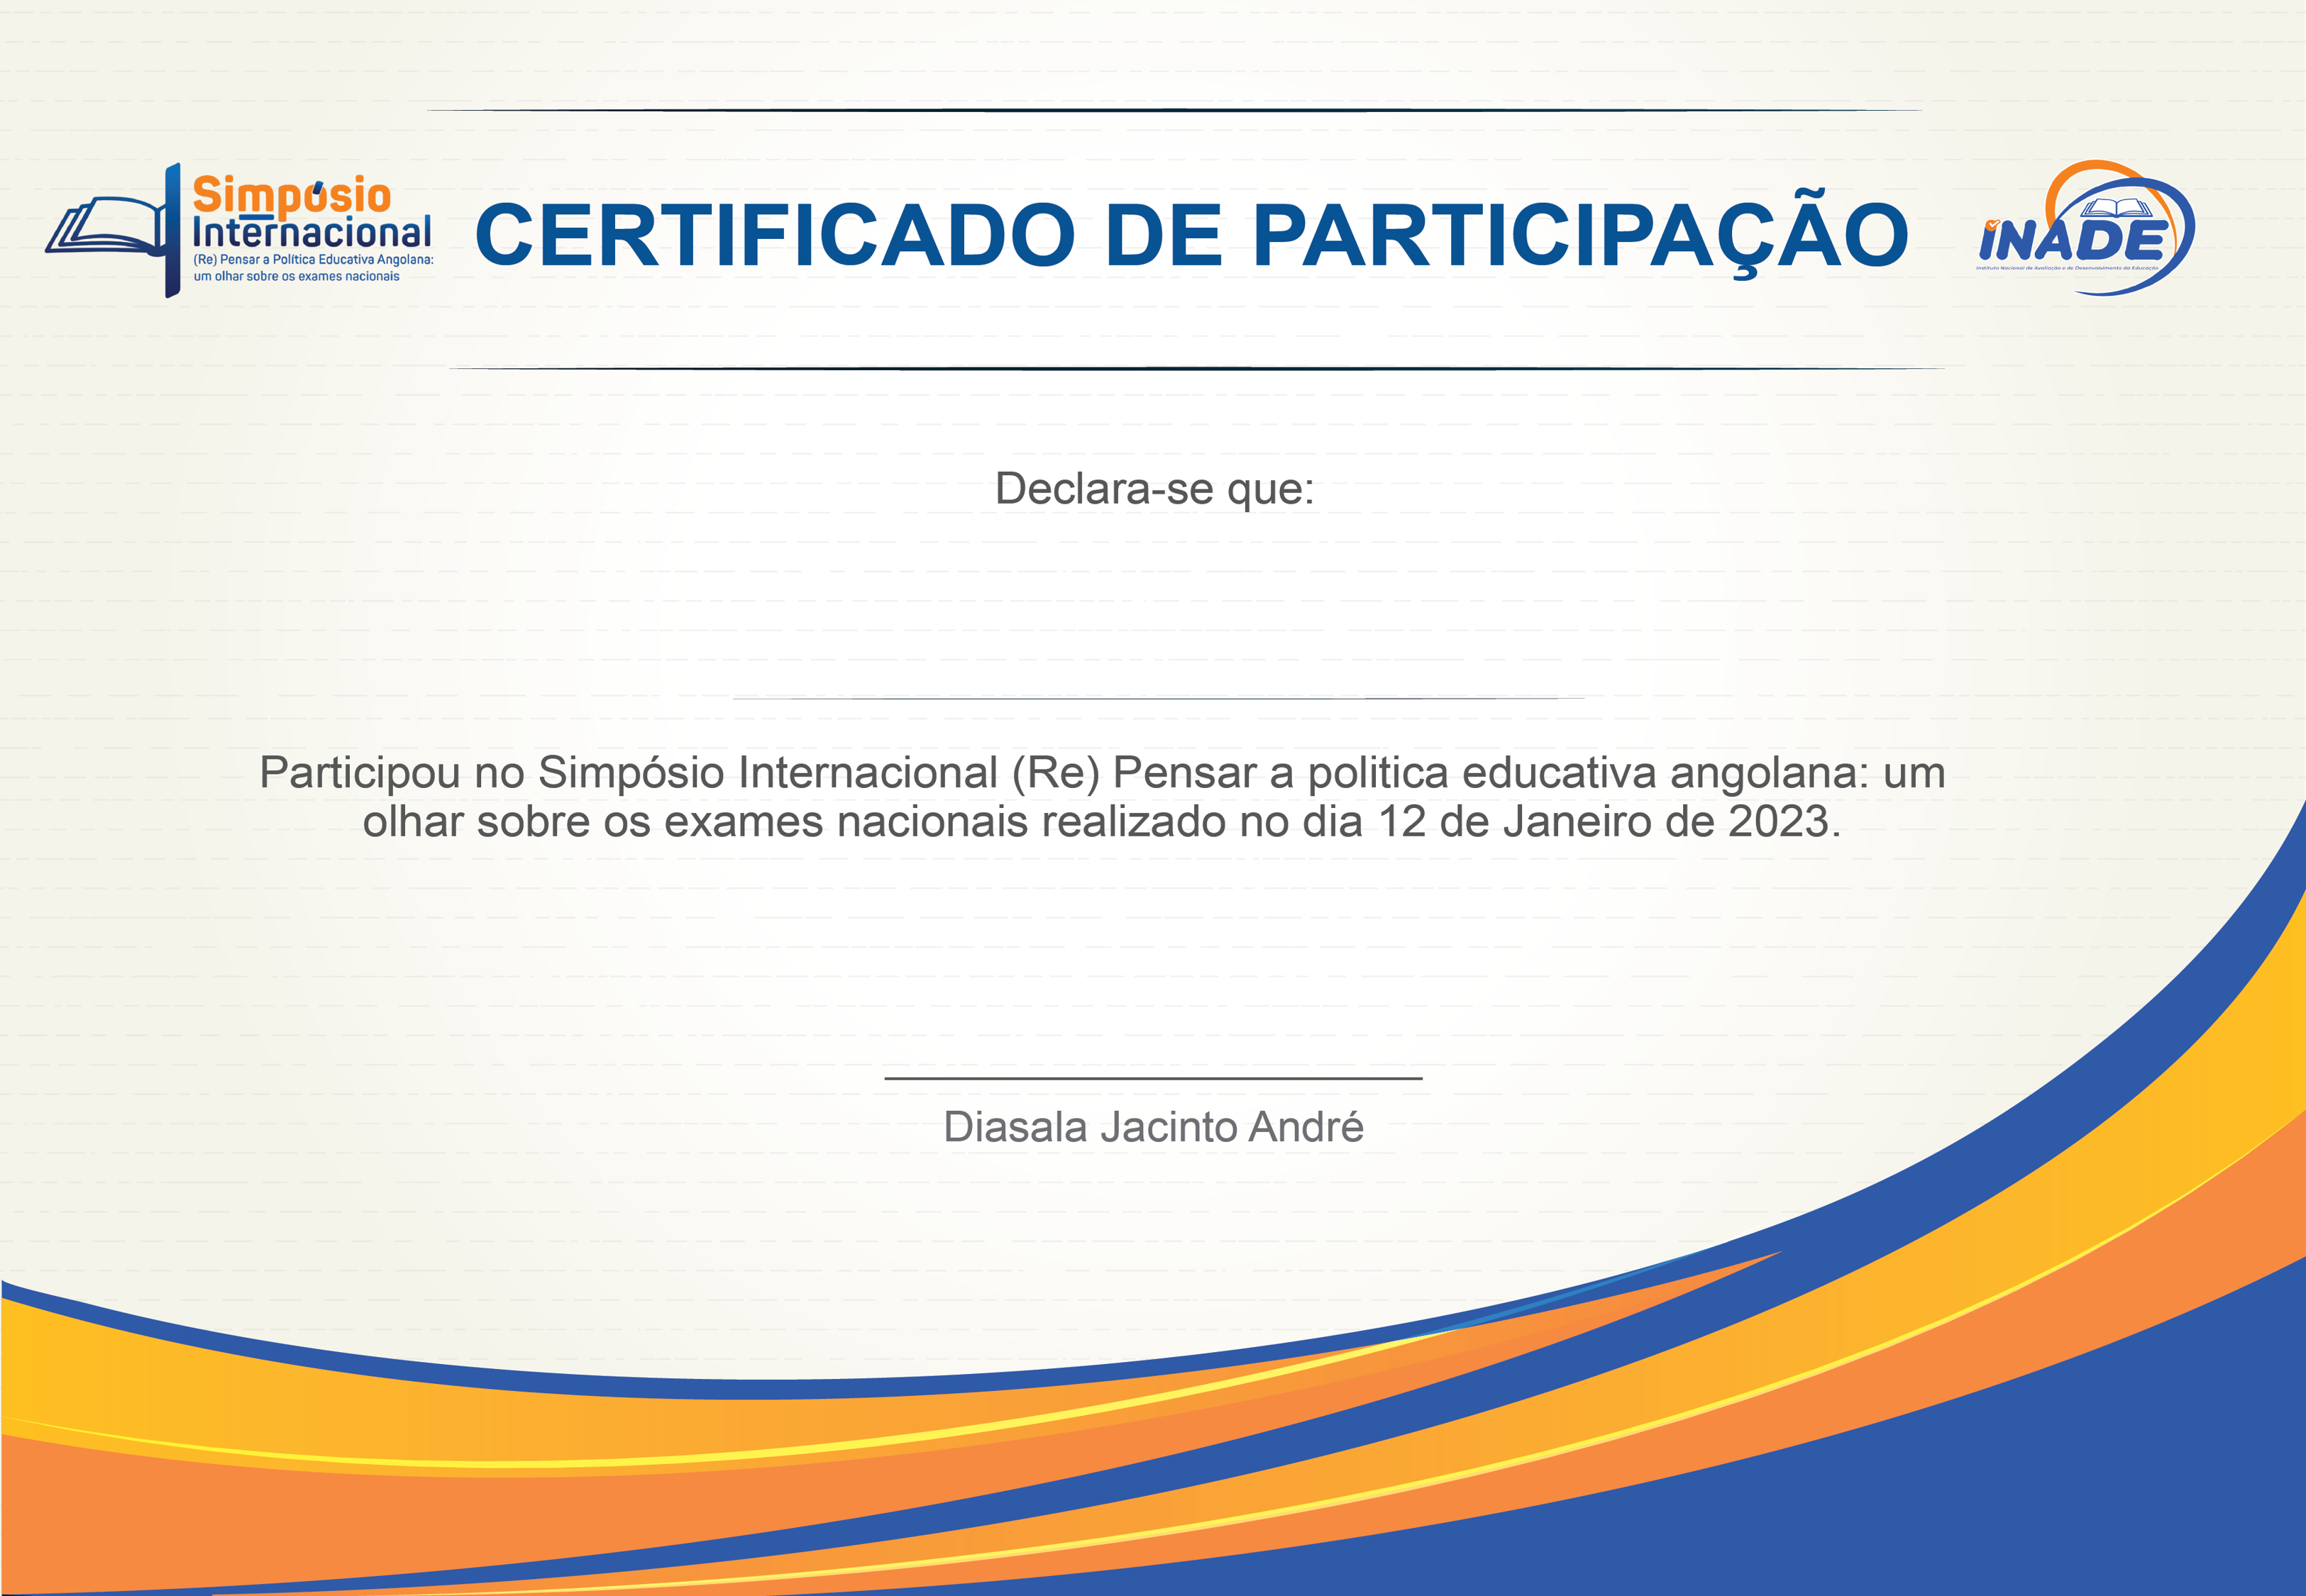 Simpósio
Internacional
(Re) Pensar a Política Educativa Angolana:
um olhar sobre os exames nacionais
CERTIFICADO DE PARTICIPAÇÃO
INADE
Instituto Nacional de Avaliação e de Desenvolvimento da Educação
Declara-se que:
Participou no Simpósio Internacional (Re) Pensar a politica educativa angolana: um
olhar sobre os exames nacionais realizado no dia 12 de Janeiro de 2023.
Diasala Jacinto André